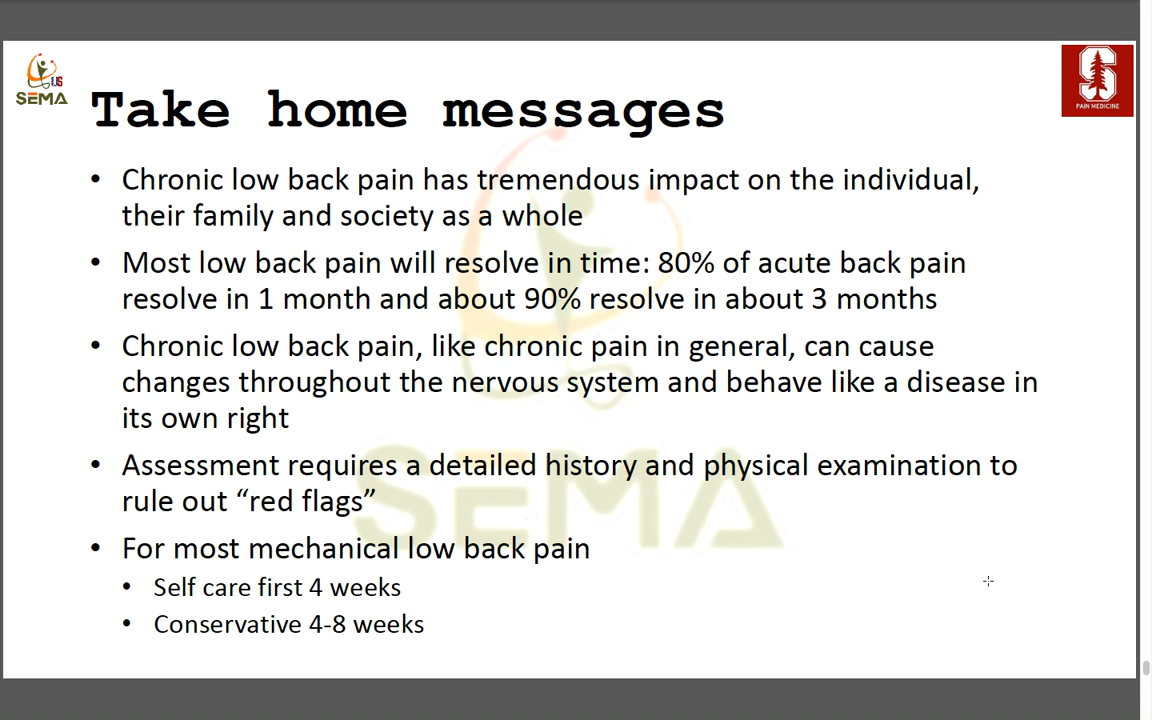 US
SEMA
PAIN MEDICINE
Take home messages
• Chronic low back pain has tremendous impact on the individual,
their family and society as a whole
• Most low back pain will resolve in time: 80% of acute back pain
resolve in 1 month and about 90% resolve in about 3 months
• Chronic low back pain, like chronic pain in general, can cause
changes throughout the nervous system and behave like a disease in
its own right
• Assessment requires a detailed history and physical examination to
rule out “red flags”
• For most mechanical low back pain
• Self care first 4 weeks
• Conservative 4-8 weeks
SEMA